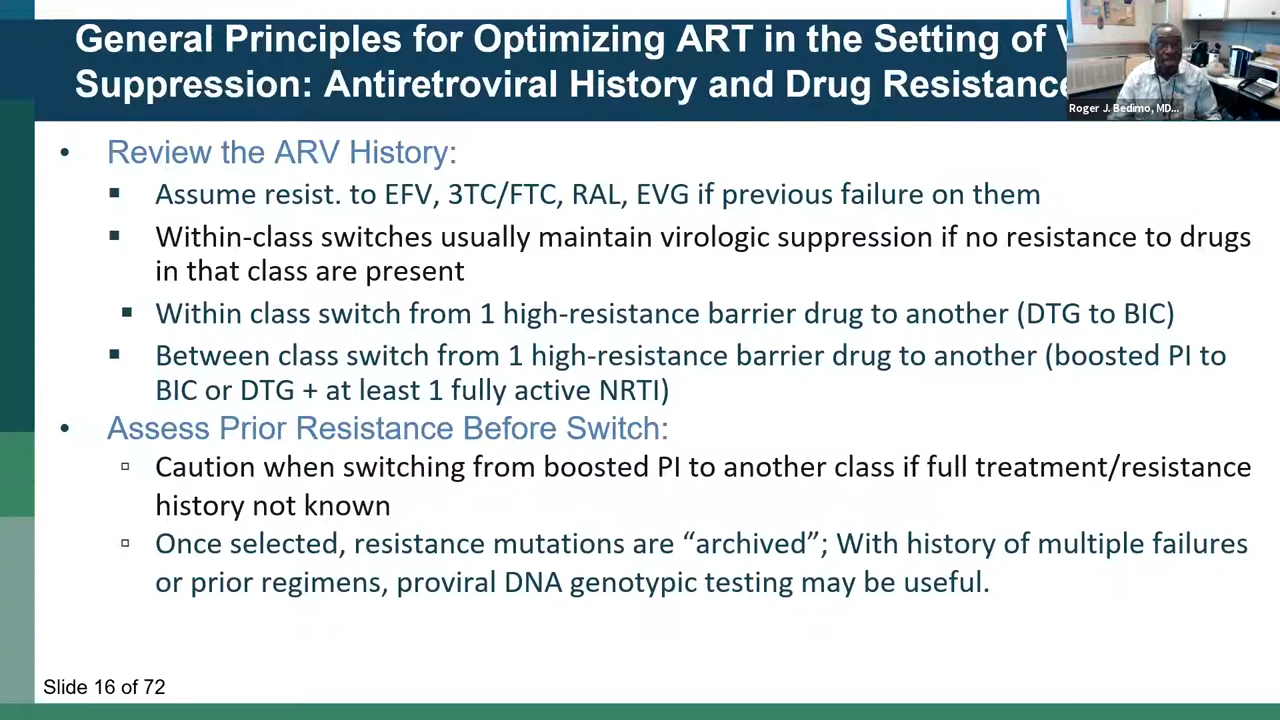 General Principles for Optimizing ART in the Setting of
Suppression: Antiretroviral History and Drug Resistance
Roger J. Bedimo, MD...
• Review the ARV History:
▪ Assume resist. to EFV, 3TC/FTC, RAL, EVG if previous failure on them
▪ Within-class switches usually maintain virologic suppression if no resistance to drugs
in that class are present
▪ Within class switch from 1 high-resistance barrier drug to another (DTG to BIC)
▪ Between class switch from 1 high-resistance barrier drug to another (boosted PI to
BIC or DTG + at least 1 fully active NRTI)
• Assess Prior Resistance Before Switch:
▫ Caution when switching from boosted PI to another class if full treatment/resistance
history not known
▫ Once selected, resistance mutations are “archived”; With history of multiple failures
or prior regimens, proviral DNA genotypic testing may be useful.
Slide 16 of 72